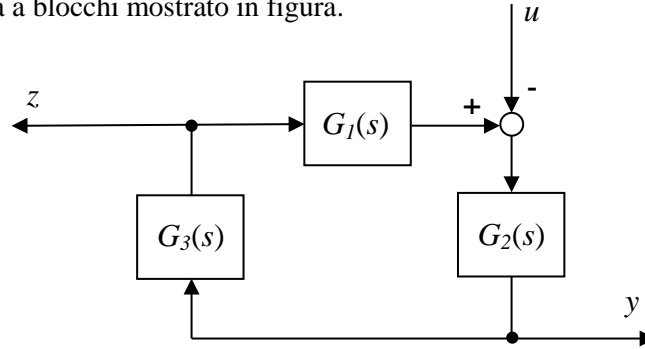 a blocchi mostrato in figura.
u
z
-
+
G1(s)
G3(s)
G2(s)
y